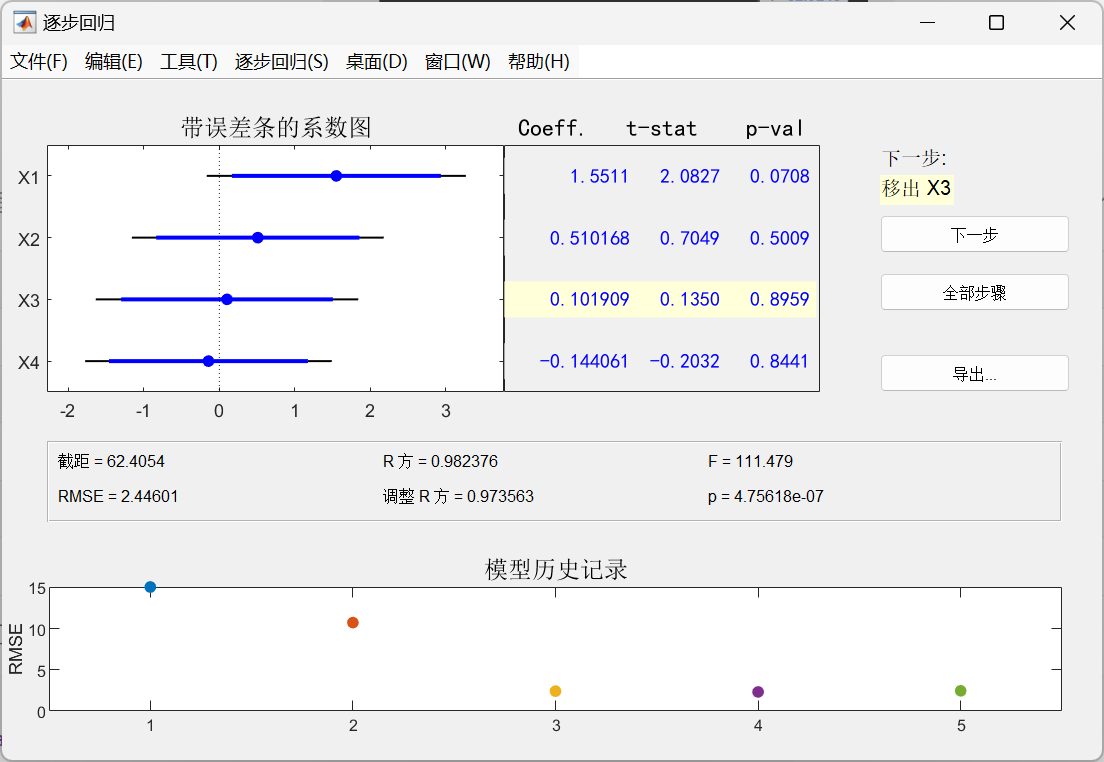 逐步回归
文件(F) 编辑(E) 工具(T) 逐步回归(S) 桌面(D) 窗口(W) 帮助(H)
带误差条的系数图
Coeff. t-stat p-val
X1 1.5511 2.0827 0.0708
X2 0.510168 0.7049 0.5009
X3 0.101909 0.1350 0.8959
X4 -0.144061 -0.2032 0.8441
-2 -1 0 1 2 3
下一步:
移出 X3
下一步
全部步骤
导出...
截距 = 62.4054 R 方 = 0.982376 F = 111.479
RMSE = 2.44601 调整 R 方 = 0.973563 p = 4.75618e-07
模型历史记录
RMSE
15
10
5
0
1 2 3 4 5